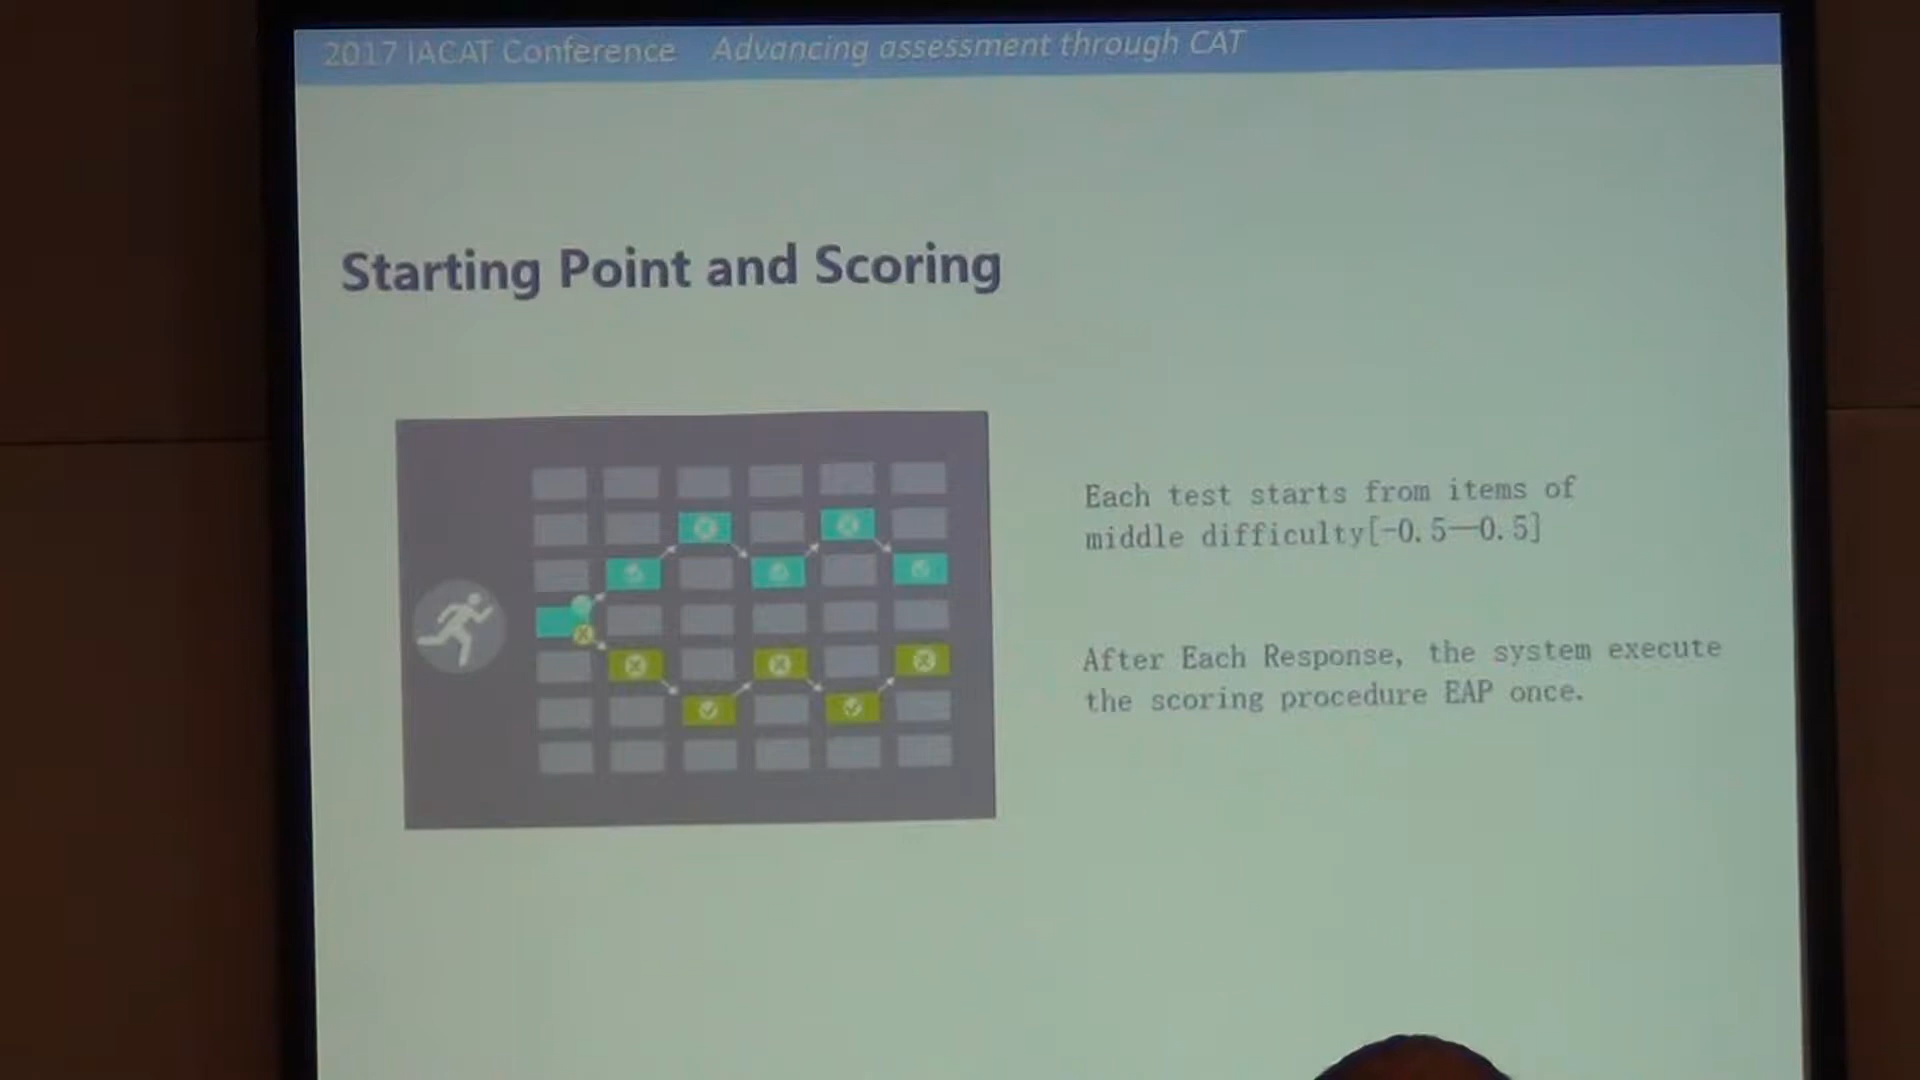 2017 IACAT Conference Advancing assessment through CAT
Starting Point and Scoring
Each test starts from items of
middle difficulty[-0.5—0.5]
After Each Response, the system execute
the scoring procedure EAP once.